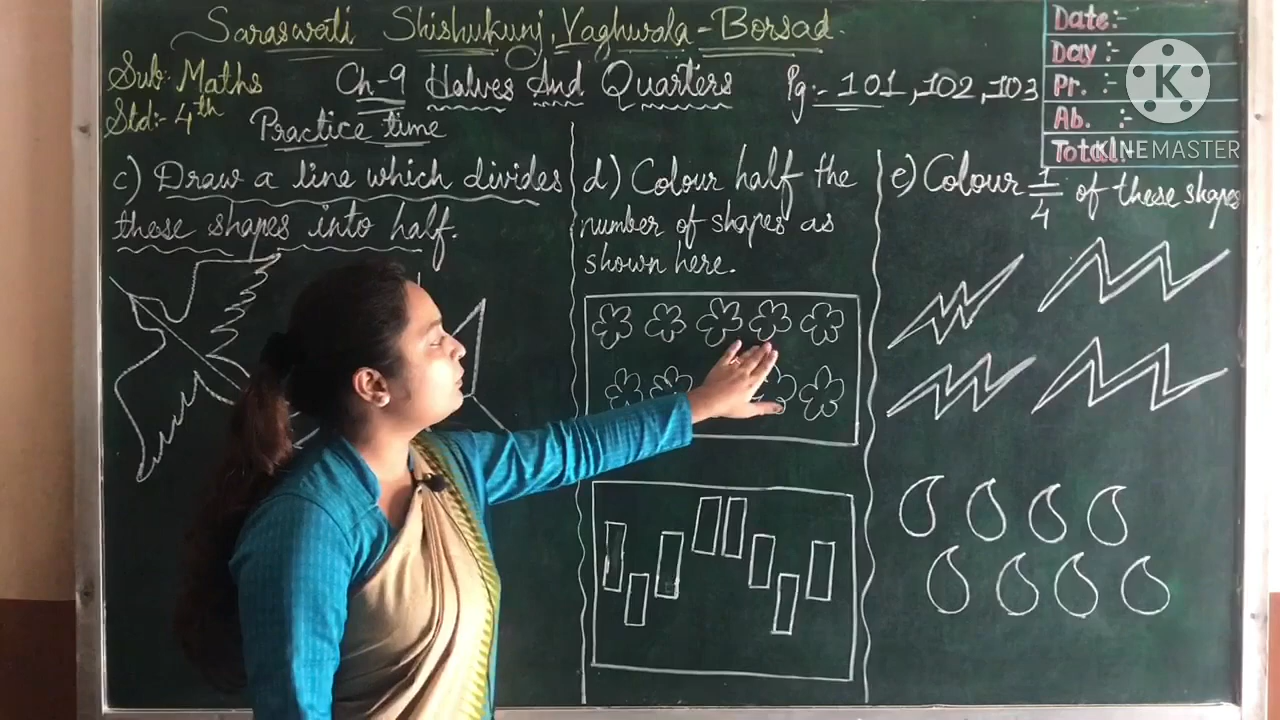 Saraswati Shishukunj, Vaghwala - Borsad.
Sub: Maths
Std:- 4th
Ch-9 Halves And Quarters
Pg:- 101, 102, 103
Practice time
Date:-
Day :-
Pr. :-
Ab. :-
Total:-
K
KINEMASTER
c) Draw a line which divides
these shapes into half.
d) Colour half the
number of shapes as
shown here.
e) Colour 1/4 of these shapes